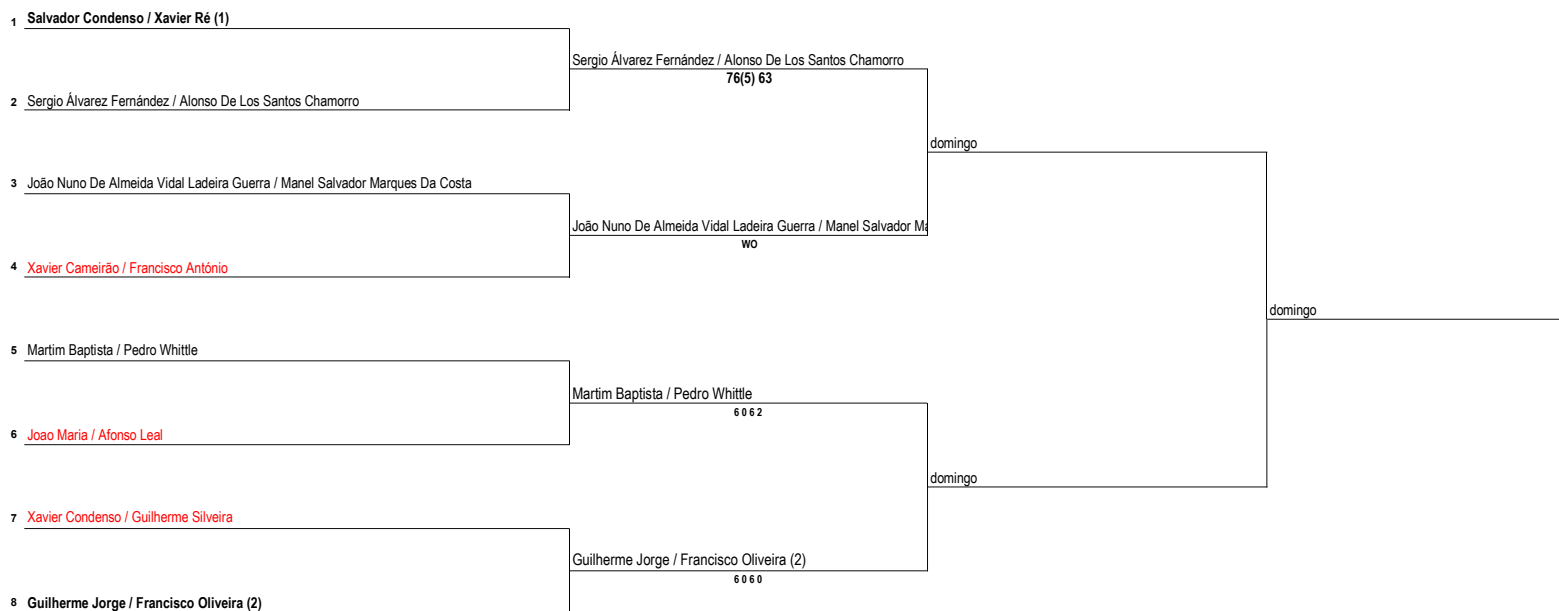 1 Salvador Condenso / Xavier Ré (1)
Sergio Álvarez Fernández / Alonso De Los Santos Chamorro
76(5) 63
2 Sergio Álvarez Fernández / Alonso De Los Santos Chamorro
domingo
3 João Nuno De Almeida Vidal Ladeira Guerra / Manel Salvador Marques Da Costa
João Nuno De Almeida Vidal Ladeira Guerra / Manel Salvador Ma
WO
4 Xavier Cameirão / Francisco António
domingo
5 Martim Baptista / Pedro Whittle
Martim Baptista / Pedro Whittle
6 0 6 2
6 Joao Maria / Afonso Leal
domingo
7 Xavier Condenso / Guilherme Silveira
Guilherme Jorge / Francisco Oliveira (2)
6 0 6 0
8 Guilherme Jorge / Francisco Oliveira (2)